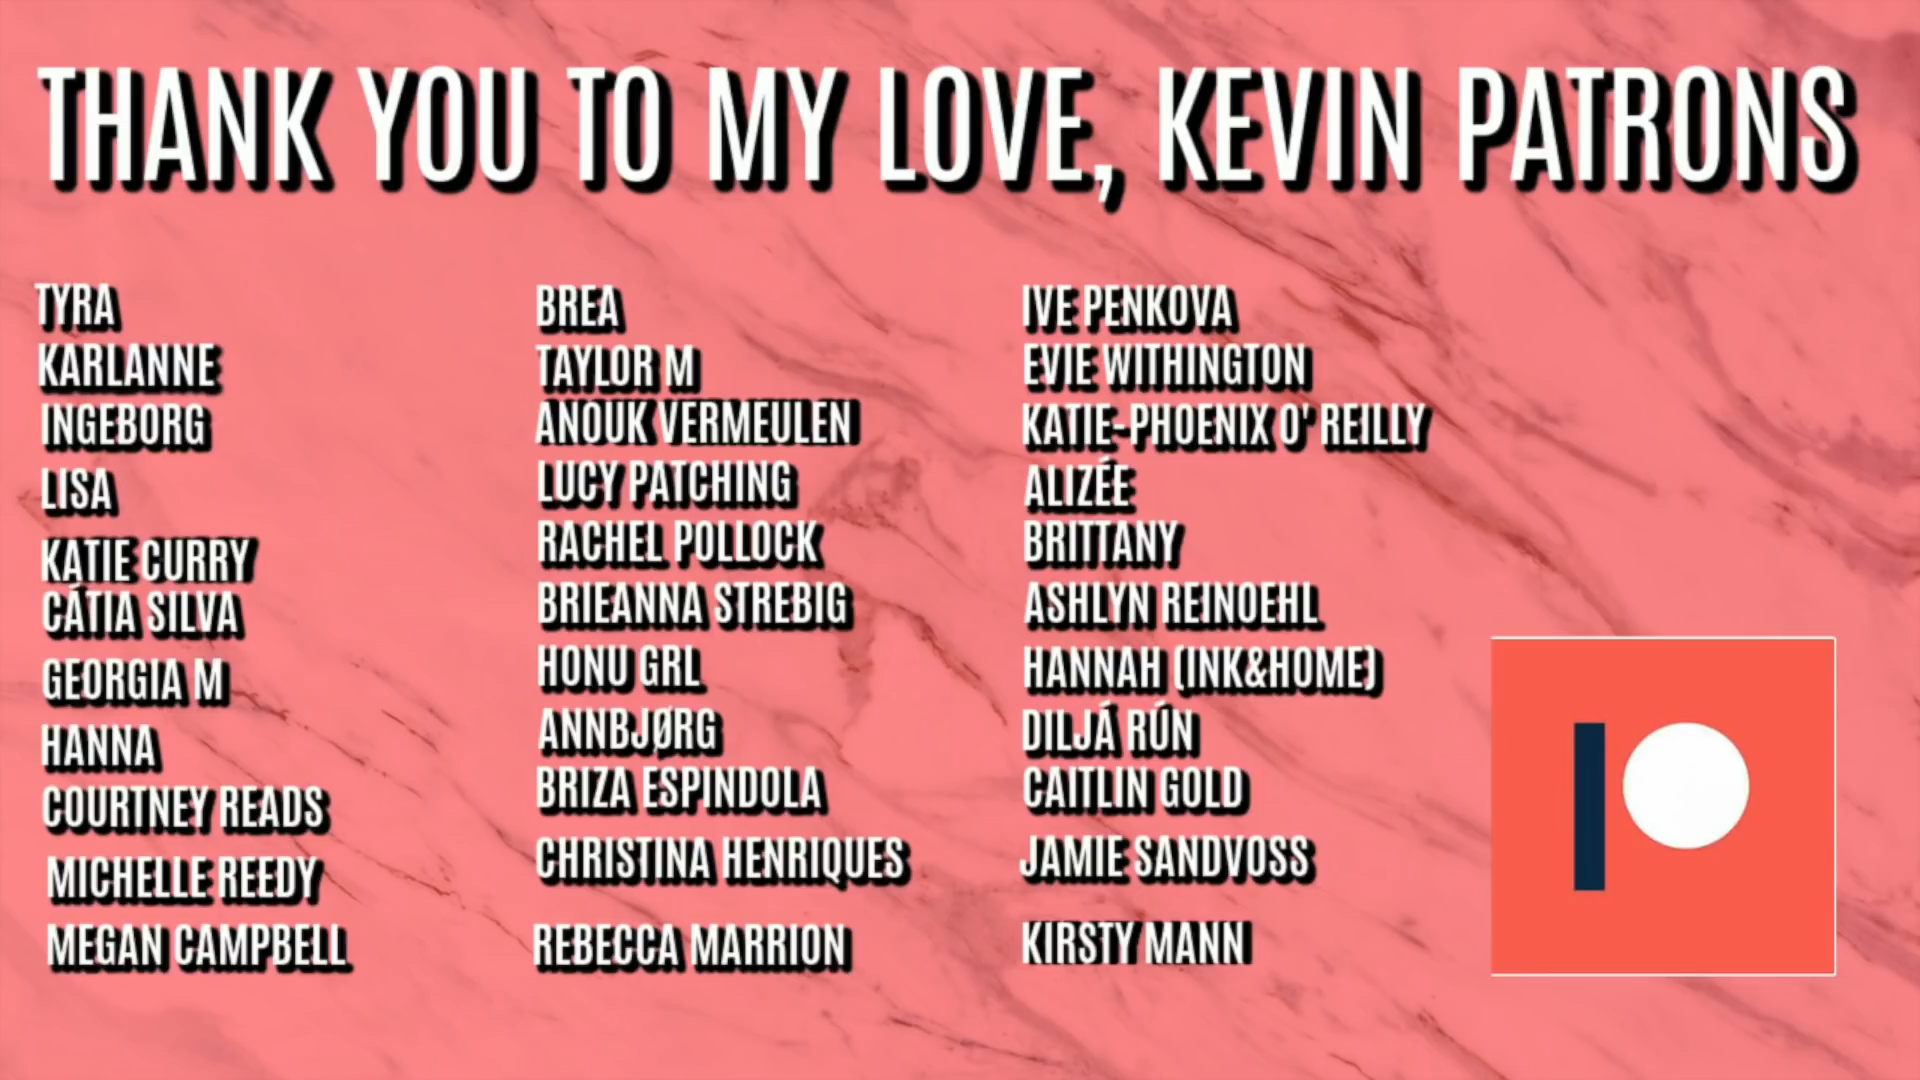 THANK YOU TO MY LOVE, KEVIN PATRONS
TYRA
KARLANNE
INGEBORG
LISA
KATIE CURRY
CÁTIA SILVA
GEORGIA M
HANNA
COURTNEY READS
MICHELLE REEDY
MEGAN CAMPBELL
BREA
TAYLOR M
ANOUK VERMEULEN
LUCY PATCHING
RACHEL POLLOCK
BRIEANNA STREBIG
HONU GRL
ANNBJØRG
BRIZA ESPINDOLA
CHRISTINA HENRIQUES
REBECCA MARRION
IVE PENKOVA
EVIE WITHINGTON
KATIE-PHOENIX O' REILLY
ALIZÉE
BRITTANY
ASHLYN REINOEHL
HANNAH (INK&HOME)
DILJÁ RÚN
CAITLIN GOLD
JAMIE SANDVOSS
KIRSTY MANN